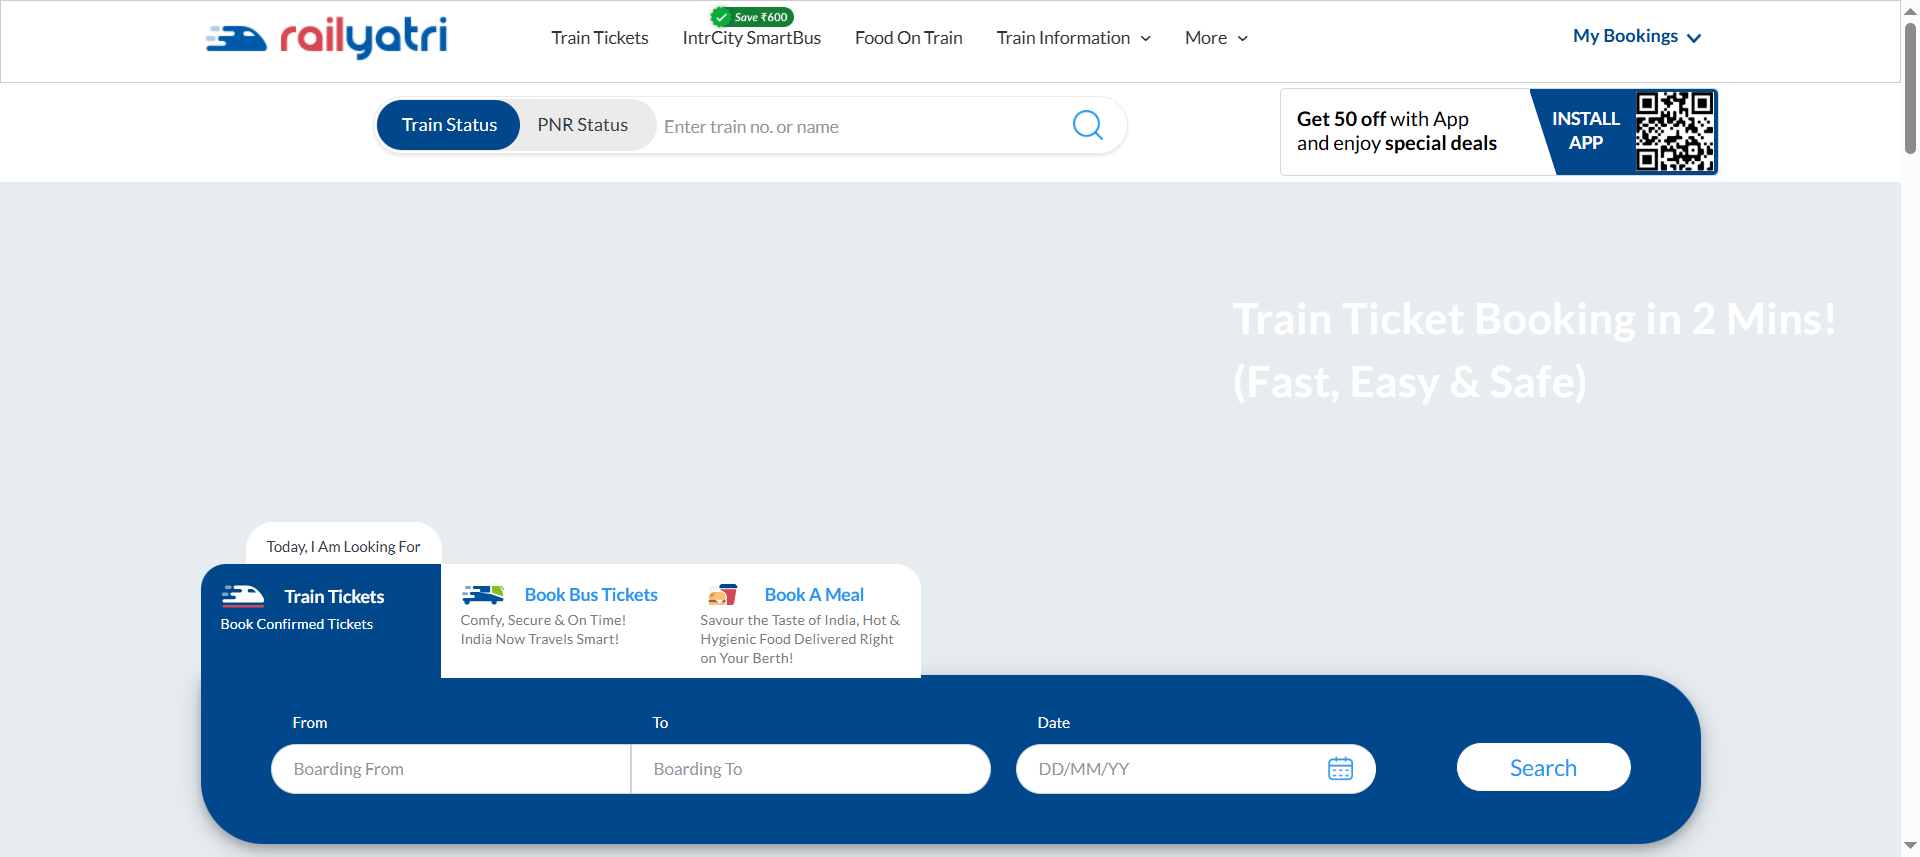 railyatri
Train Tickets
Save ₹600
IntrCity SmartBus
Food On Train
Train Information
More
My Bookings
Train Status
PNR Status
Enter train no. or name
Get 50 off with App
and enjoy special deals
INSTALL
APP
Train Ticket Booking in 2 Mins!
(Fast, Easy & Safe)
Today, I Am Looking For
Train Tickets
Book Confirmed Tickets
Book Bus Tickets
Comfy, Secure & On Time!
India Now Travels Smart!
Book A Meal
Savour the Taste of India, Hot &
Hygienic Food Delivered Right
on Your Berth!
From
Boarding From
To
Boarding To
Date
DD/MM/YY
Search